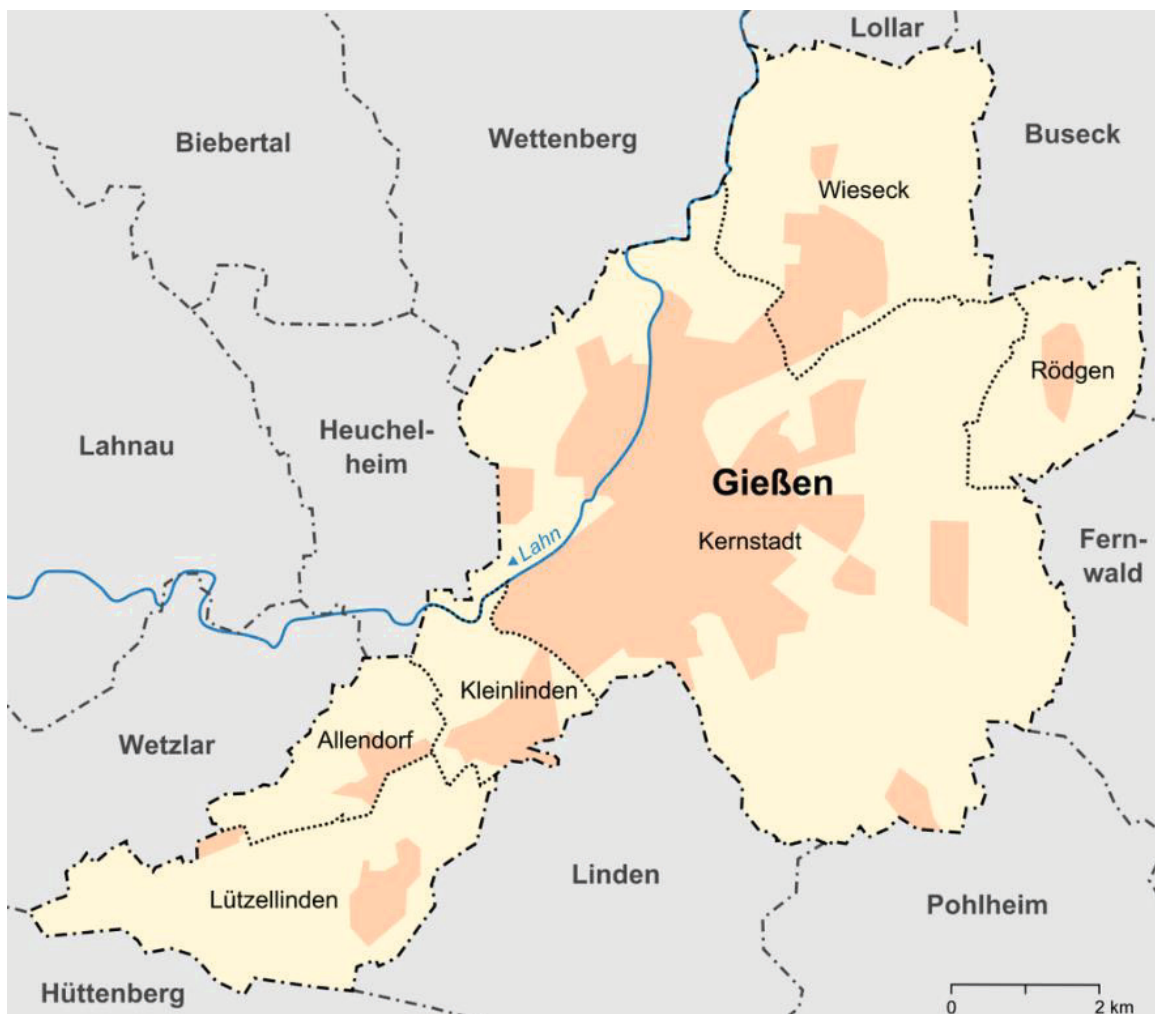 Lollar
Biebertal
Wettenberg
Buseck
Wieseck
Rödgen
Lahnau
Heuchel-
heim
Gießen
Kernstadt
Lahn
Fern-
wald
Kleinlinden
Allendorf
Wetzlar
Linden
Lützellinden
Pohlheim
Hüttenberg
0 2 km